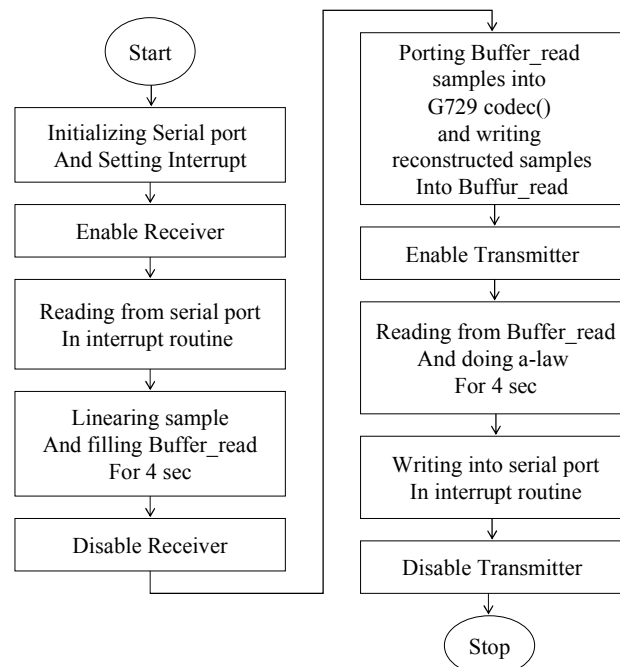 Start
Initializing Serial port
And Setting Interrupt
Enable Receiver
Reading from serial port
In interrupt routine
Linearing sample
And filling Buffer_read
For 4 sec
Disable Receiver
Porting Buffer_read
samples into
G729 codec()
and writing
reconstructed samples
Into Buffur_read
Enable Transmitter
Reading from Buffer_read
And doing a-law
For 4 sec
Writing into serial port
In interrupt routine
Disable Transmitter
Stop